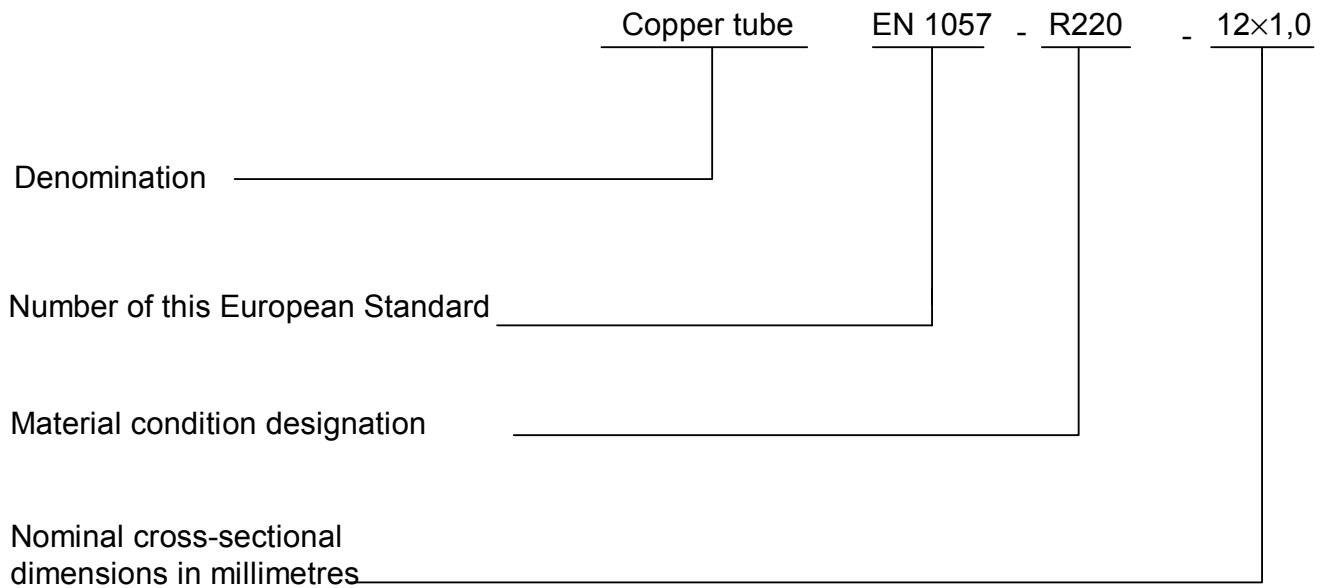 Copper tube EN 1057 - R220 - 12×1,0
Denomination
Number of this European Standard
Material condition designation
Nominal cross-sectional
dimensions in millimetres